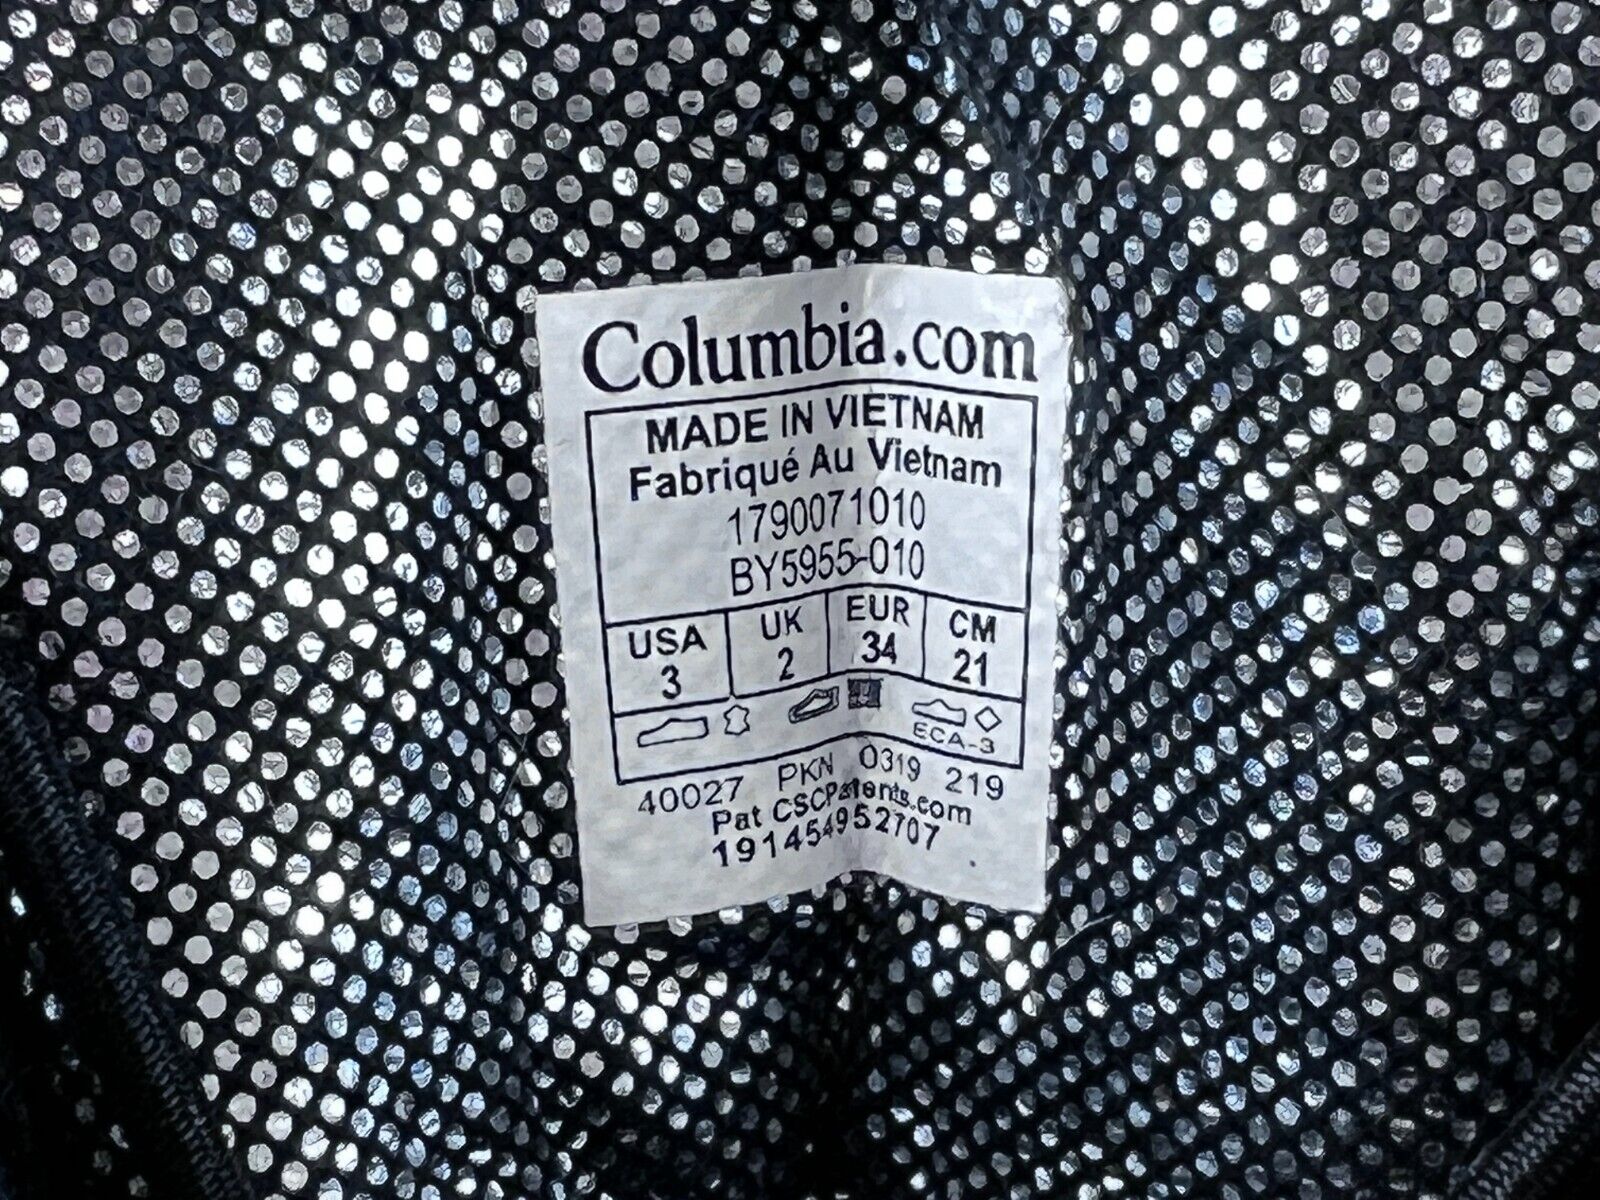 Columbia.com
MADE IN VIETNAM
Fabriqué Au Vietnam
1790071010
BY5955-010
USA UK EUR CM
3 2 34 21
ECA-3
40027 PKN 0319 219
Pat CSCPatents.com
191454952707